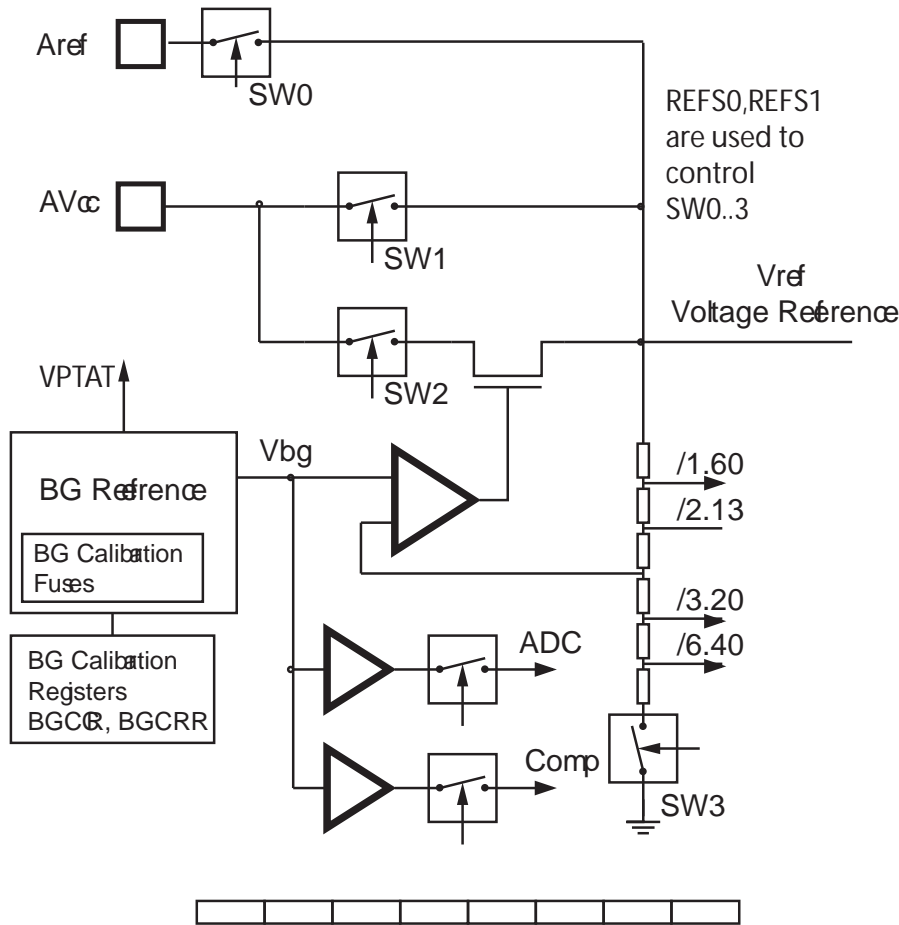 Aref
SW0
REFS0,REFS1
are used to
control
SW0..3
AVcc
SW1
Vref
Voltage Reference
SW2
VPTAT
Vbg
BG Reference
BG Calibration
Fuses
/1.60
/2.13
/3.20
/6.40
ADC
BG Calibration
Registers
BGCCR, BGCRR
Comp
SW3